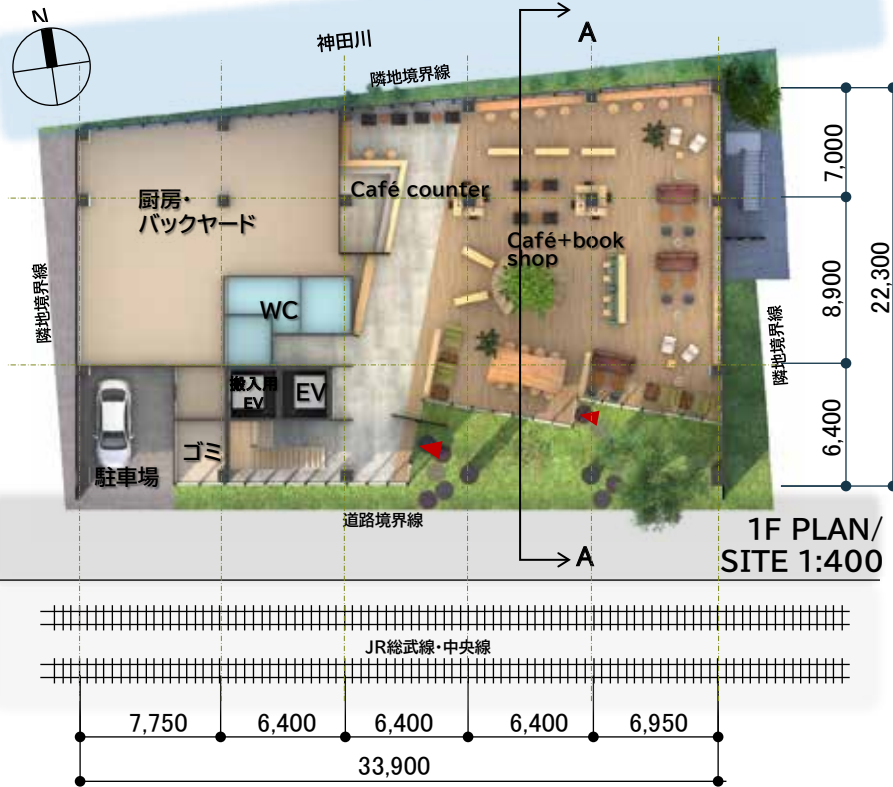 N
神田川
A
隣地境界線
7,000
厨房・
バックヤード
Café counter
Café+book
shop
8,900
22,300
隣地境界線
隣地境界線
WC
搬入用
EV
EV
6,400
ゴミ
駐車場
道路境界線
A
1F PLAN/
SITE 1:400
JR総武線・中央線
7,750
6,400
6,400
6,400
6,950
33,900